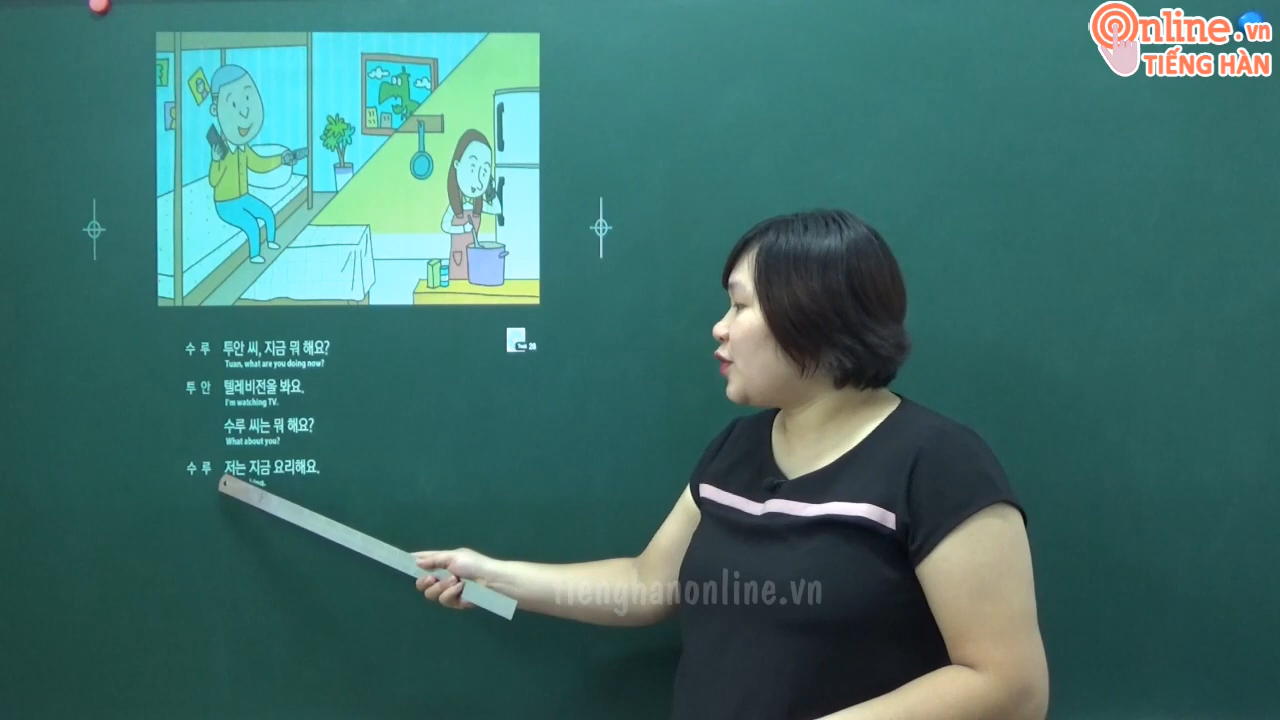 Online.vn
TIẾNG HÀN
수루 투안 씨, 지금 뭐 해요?
Tuan, what are you doing now?
Track 28
투안 텔레비전을 봐요.
I'm watching TV.
수루 씨는 뭐 해요?
What about you?
수루 저는 지금 요리해요.
tienghanonline.vn